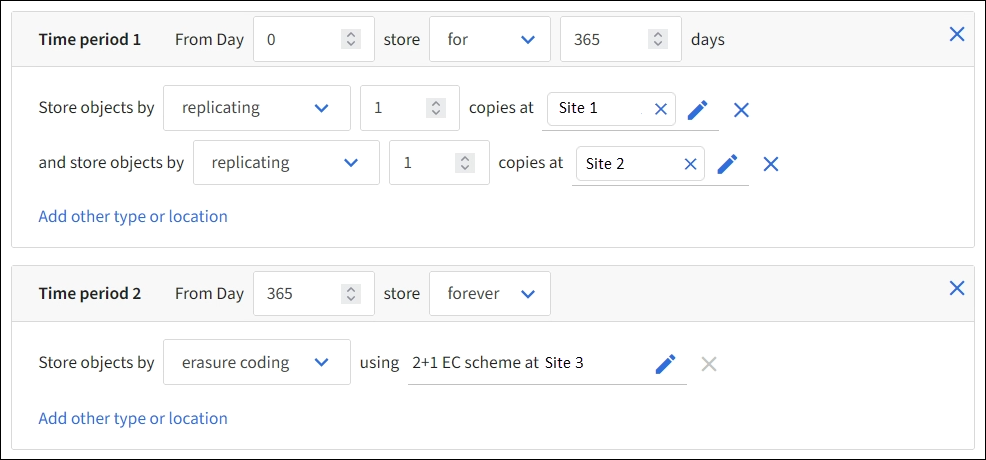 Time period 1 From Day 0 store for 365 days
Store objects by replicating 1 copies at Site 1
and store objects by replicating 1 copies at Site 2
Add other type or location
Time period 2 From Day 365 store forever
Store objects by erasure coding using 2+1 EC scheme at Site 3
Add other type or location